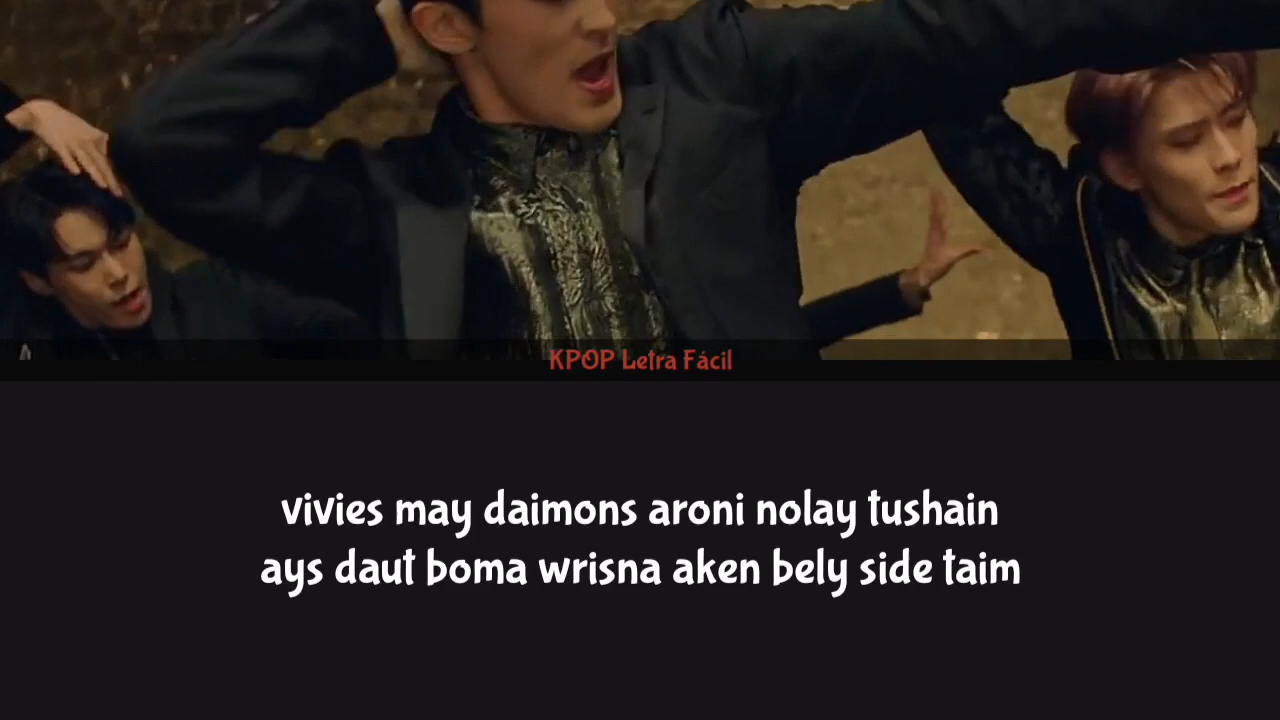 KPOP Letra Fácil
vivies may daimons aroni nolay tushain
ays daut boma wrisna aken bely side taim